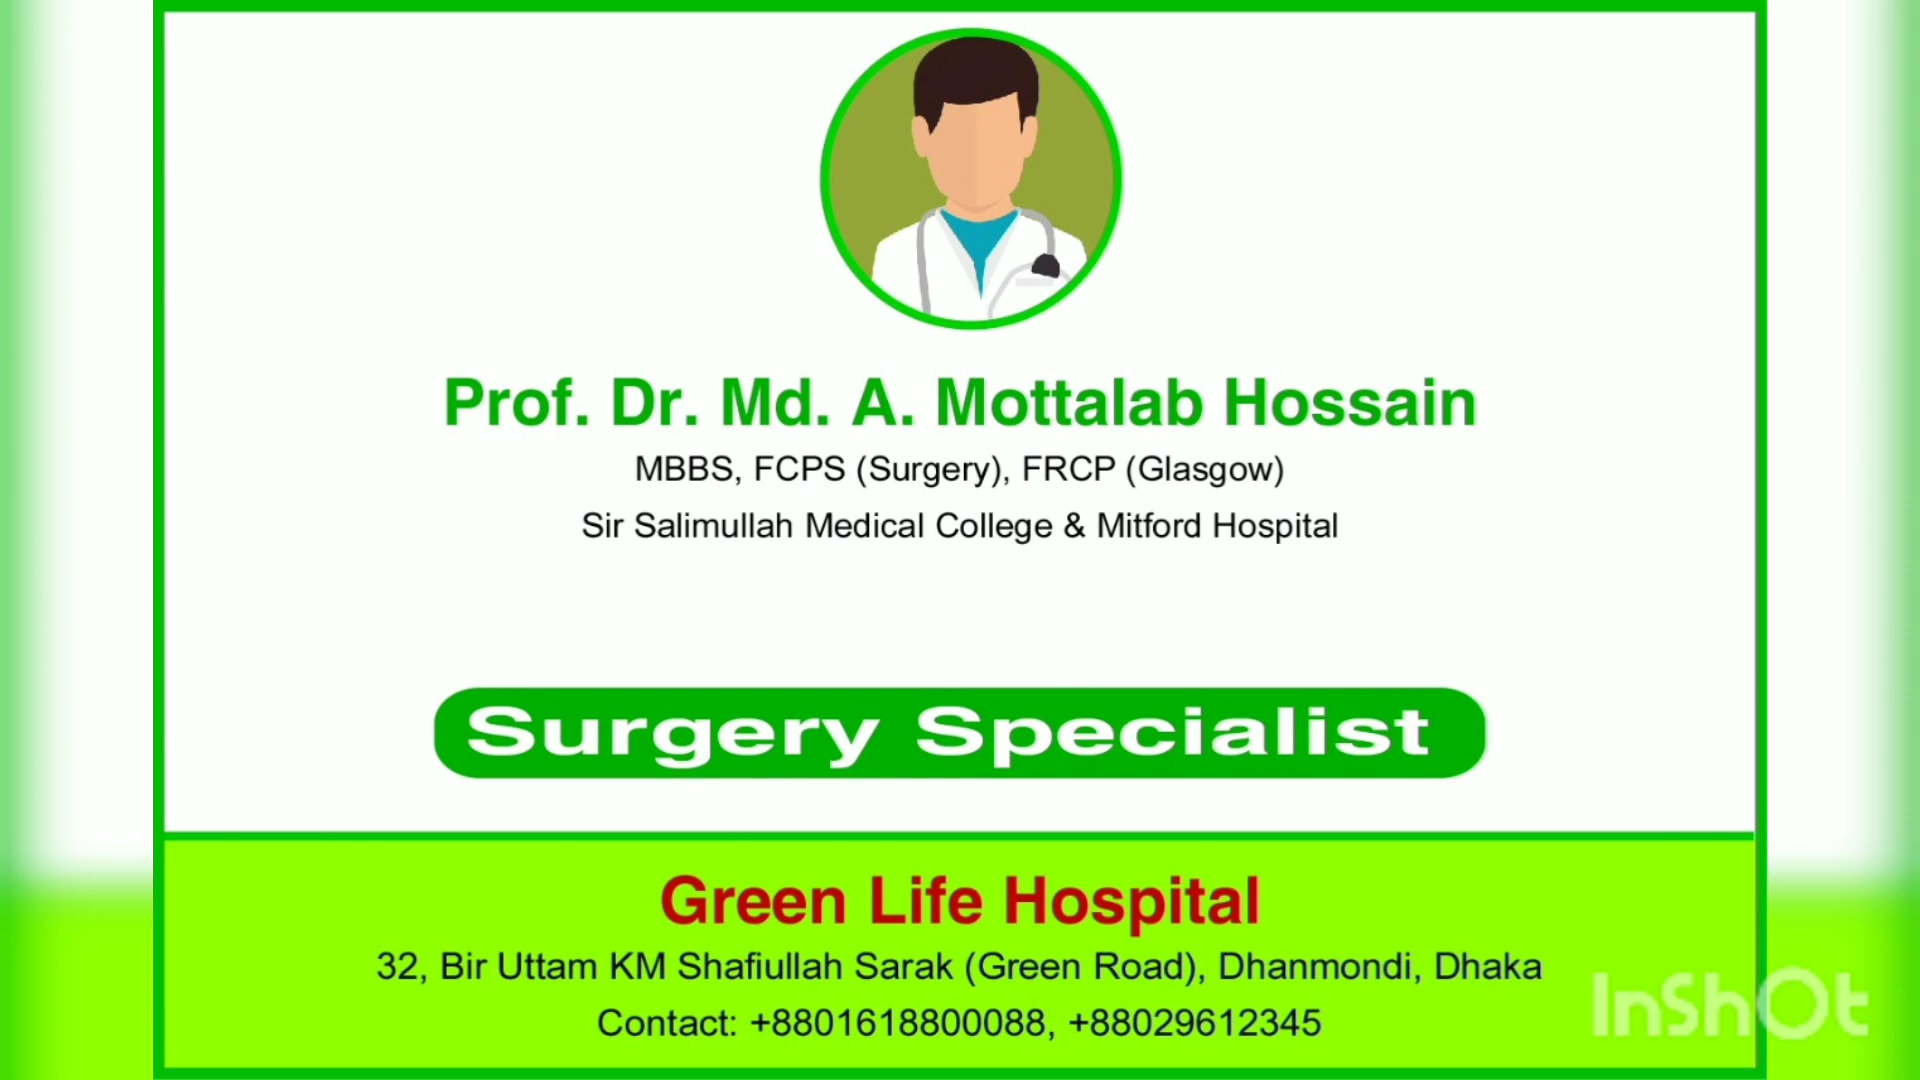 Prof. Dr. Md. A. Mottalab Hossain
MBBS, FCPS (Surgery), FRCP (Glasgow)
Sir Salimullah Medical College & Mitford Hospital
Surgery Specialist
Green Life Hospital
32, Bir Uttam KM Shafiullah Sarak (Green Road), Dhanmondi, Dhaka
Contact: +8801618800088, +88029612345
InShOt